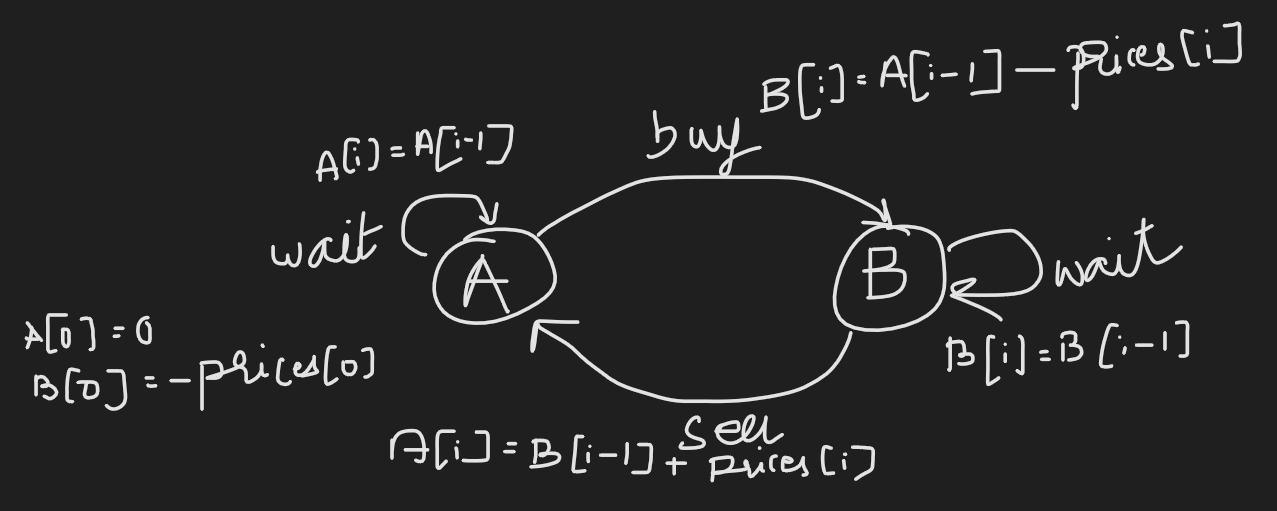 B[i] = A[i-1] - prices[i]
buy
A[i] = A[i-1]
wait
A
B
wait
A[0] = 0
B[0] = -prices[0]
B[i] = B[i-1]
sell
A[i] = B[i-1] + prices[i]